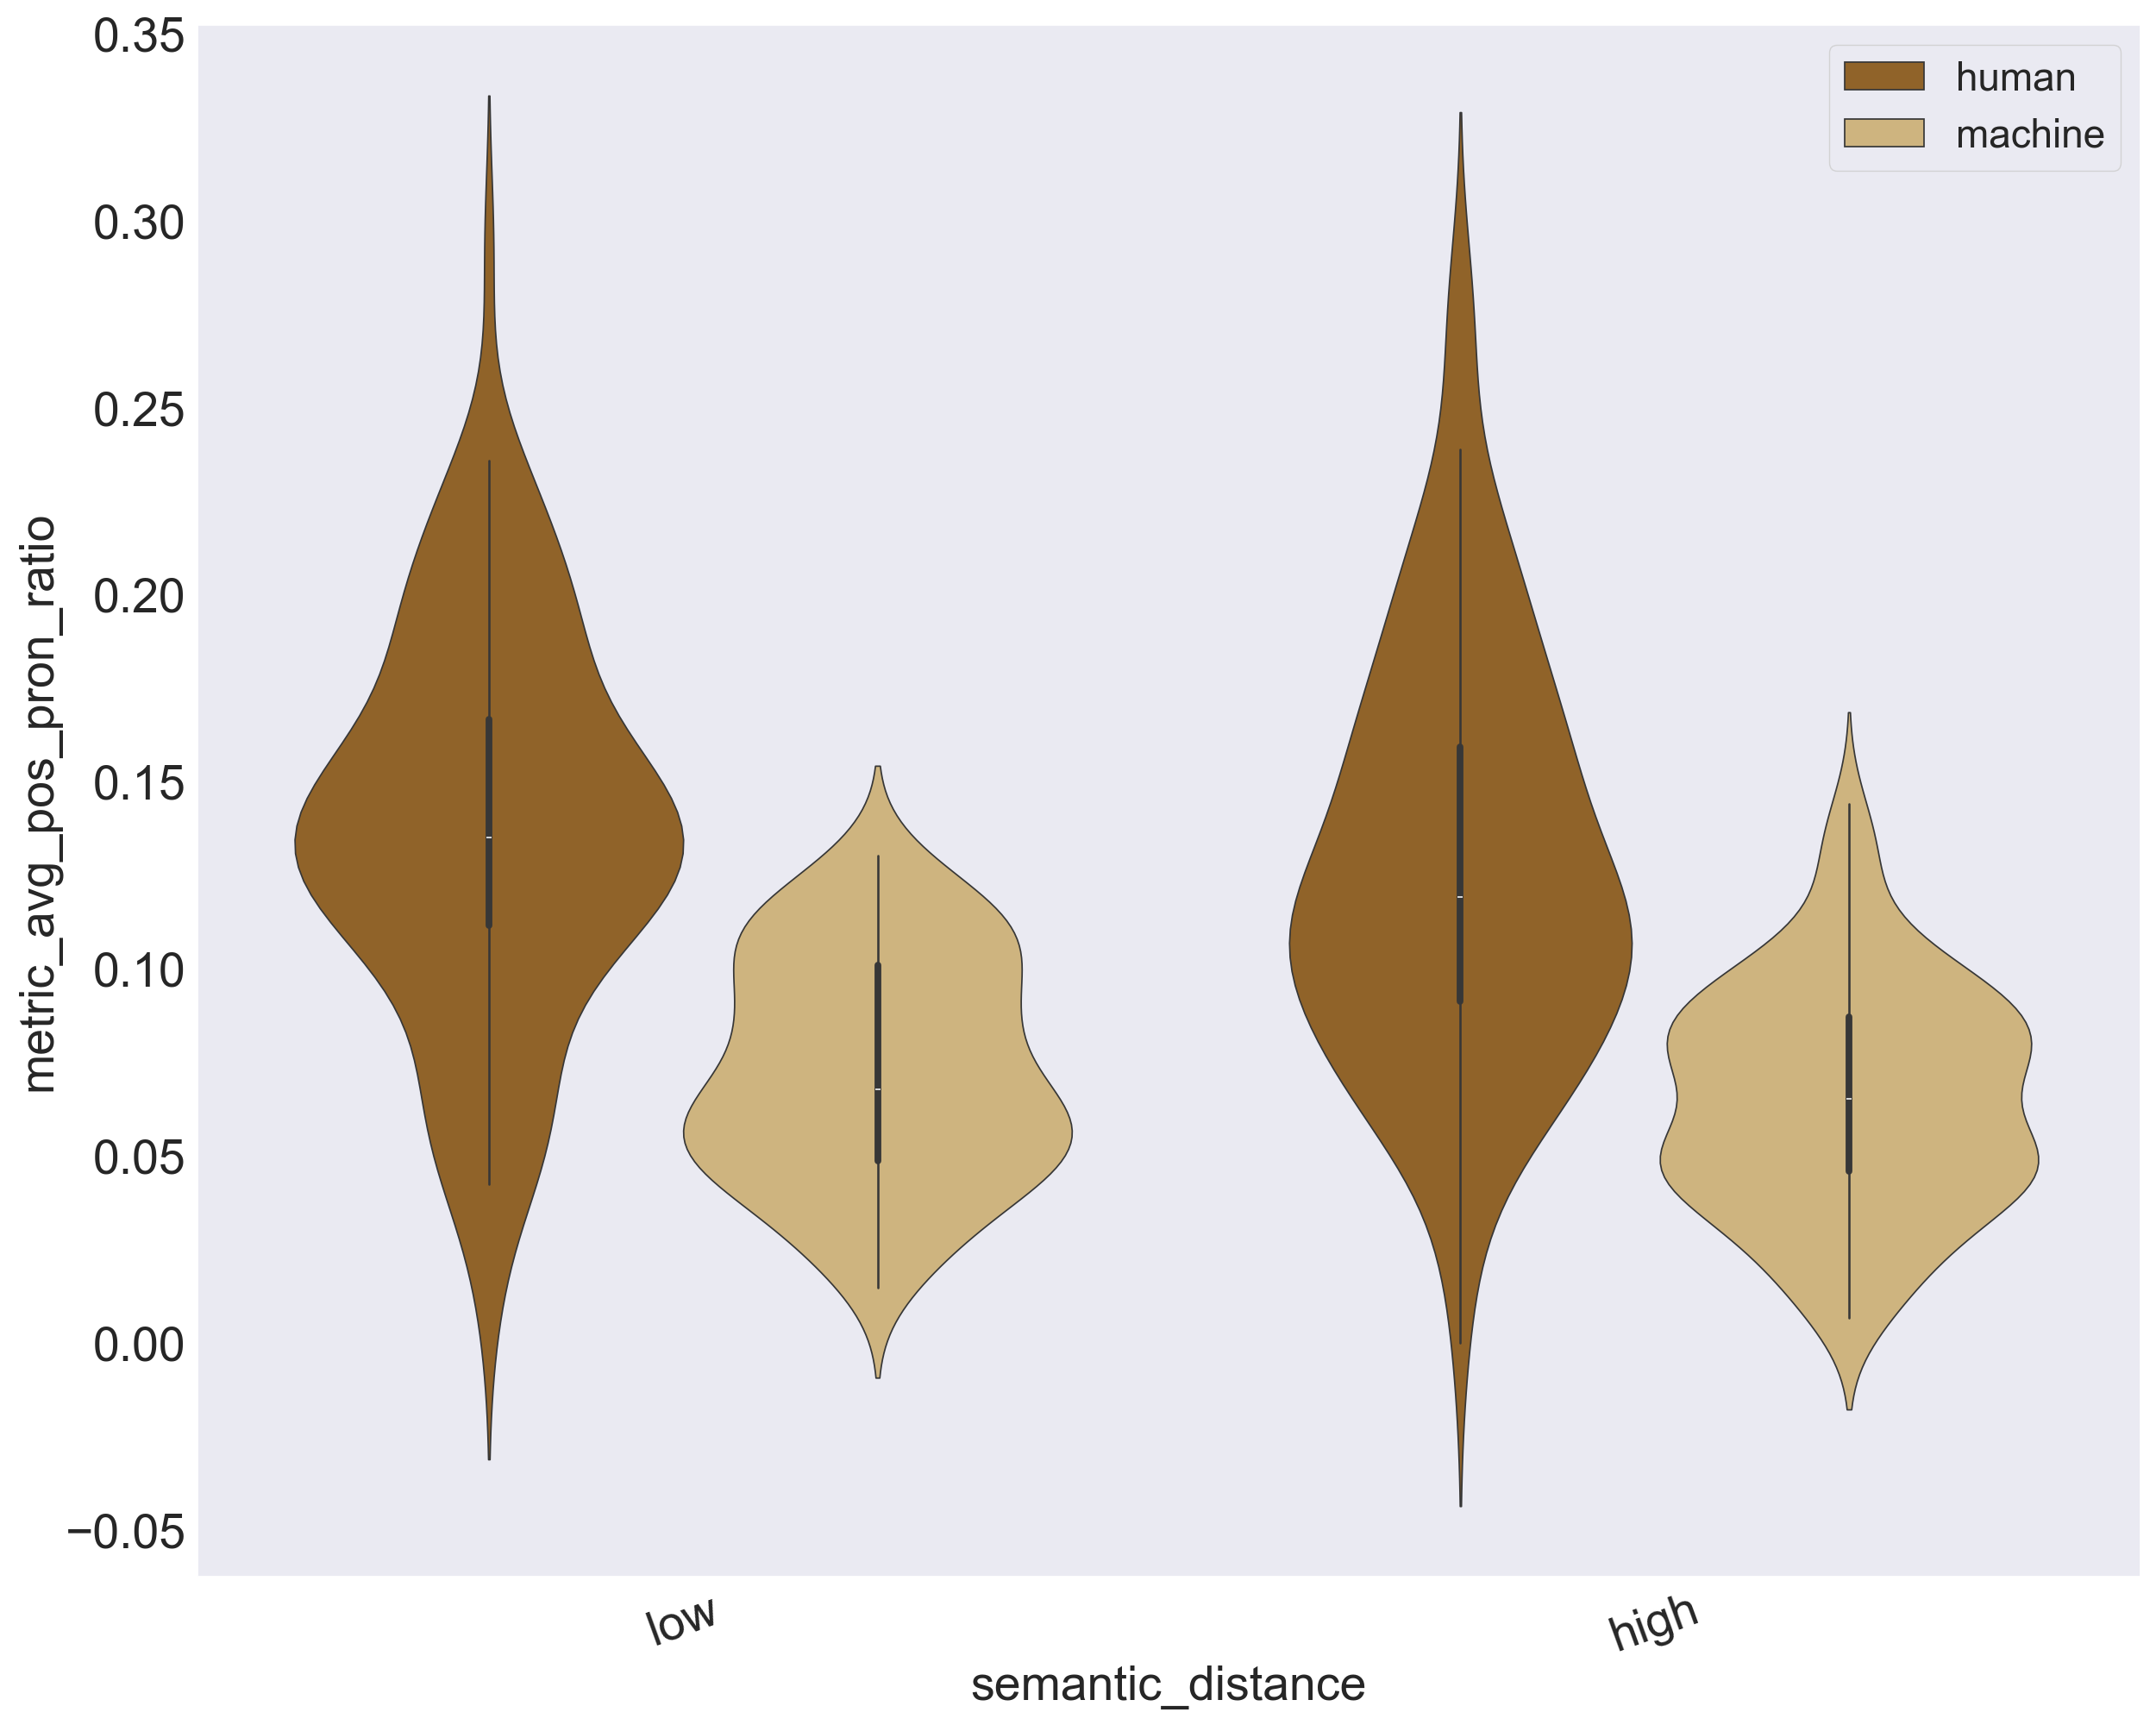 0.35
0.30
0.25
0.20
0.15
0.10
0.05
0.00
−0.05
metric_avg_pos_pron_ratio
human
machine
low
high
semantic_distance